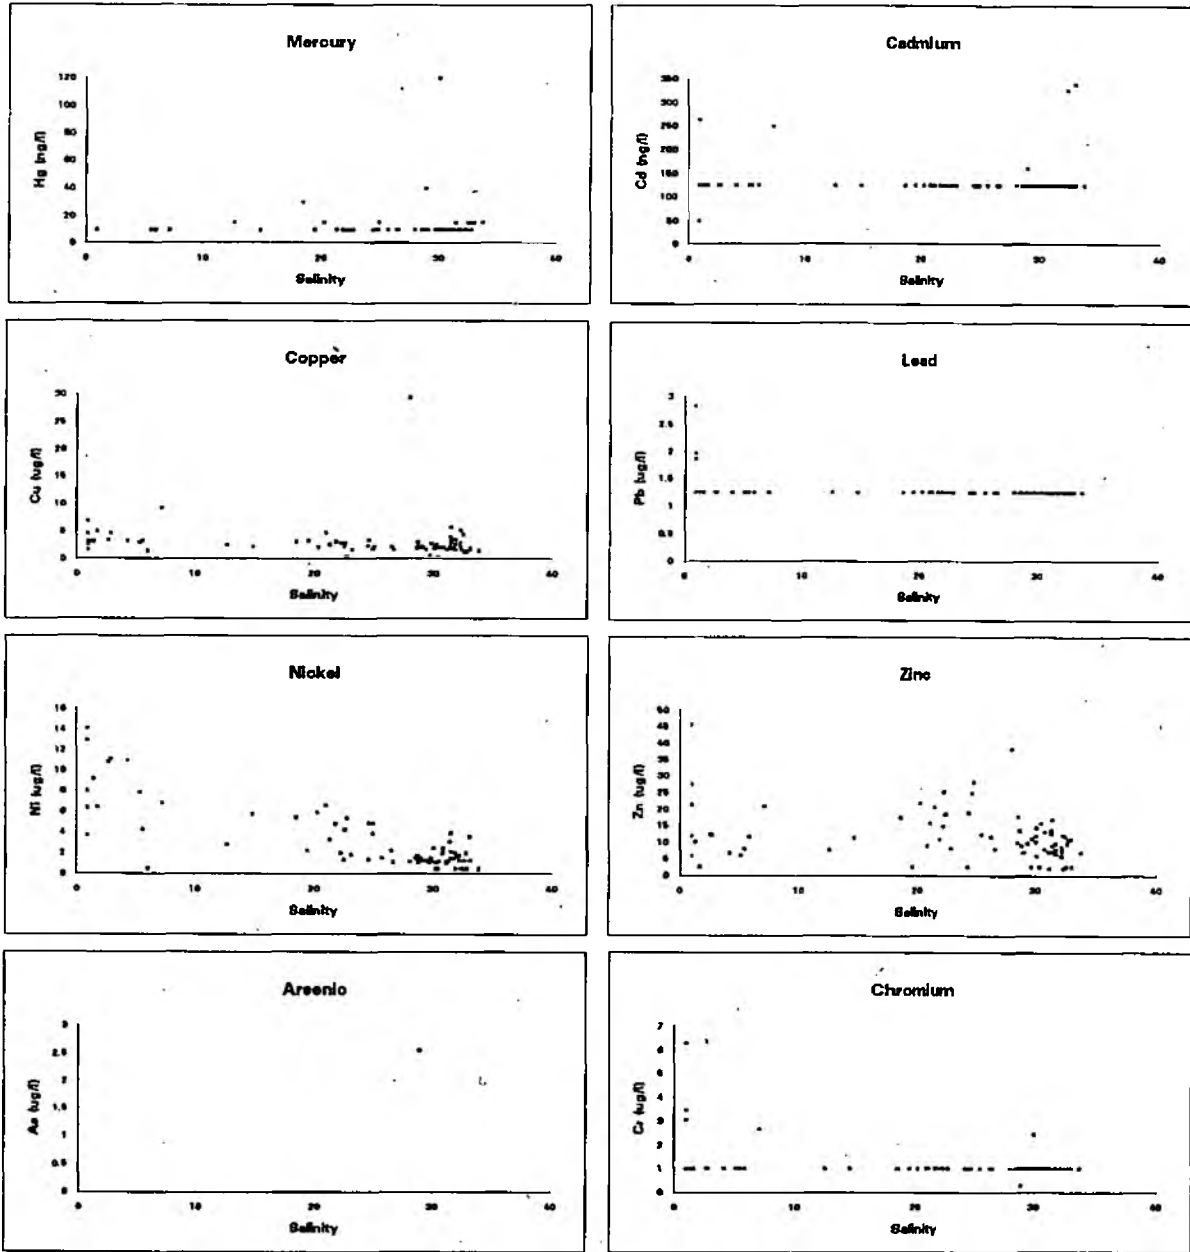 Mercury
120
100
80
60
40
20
0
Hg (ng/l)
0 10 20 30 40
Salinity
Cadmium
350
300
250
200
150
100
50
0
Cd (ng/l)
0 10 20 30 40
Salinity
Copper
30
25
20
15
10
5
0
Cu (ug/l)
0 10 20 30 40
Salinity
Lead
3
2.5
2
1.5
1
0.5
0
Pb (ug/l)
0 10 20 30 40
Salinity
Nickel
16
14
12
10
8
6
4
2
0
Ni (ug/l)
0 10 20 30 40
Salinity
Zinc
50
45
40
35
30
25
20
15
10
5
0
Zn (ug/l)
0 10 20 30 40
Salinity
Arsenic
3
2.5
2
1.5
1
0.5
0
As (ug/l)
0 10 20 30 40
Salinity
Chromium
7
6
5
4
3
2
1
0
Cr (ug/l)
0 10 20 30 40
Salinity